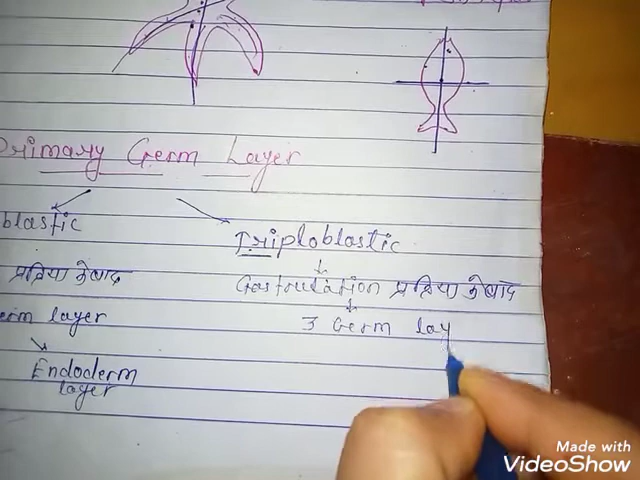 Primary Germ Layer
blastic
Triploblastic
प्रक्रिया के बाद
Gastrulation प्रक्रिया के बाद
erm layer
3 Germ lay
Endoderm
layer
Made with
VideoShow